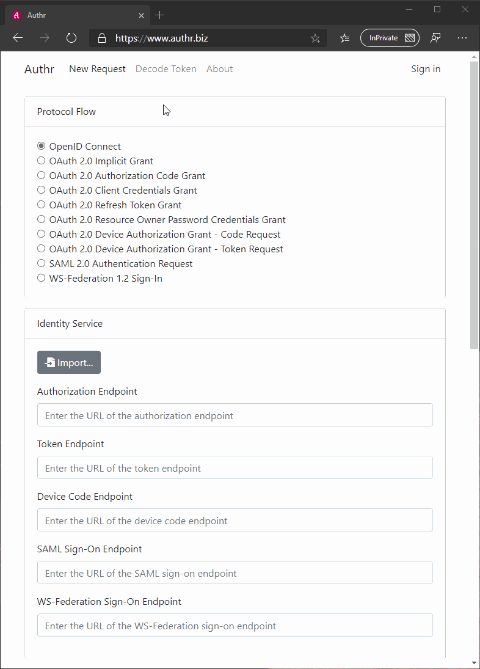 Authr
https://www.authr.biz
InPrivate
Authr New Request Decode Token About Sign in
Protocol Flow
OpenID Connect
OAuth 2.0 Implicit Grant
OAuth 2.0 Authorization Code Grant
OAuth 2.0 Client Credentials Grant
OAuth 2.0 Refresh Token Grant
OAuth 2.0 Resource Owner Password Credentials Grant
OAuth 2.0 Device Authorization Grant - Code Request
OAuth 2.0 Device Authorization Grant - Token Request
SAML 2.0 Authentication Request
WS-Federation 1.2 Sign-In
Identity Service
Import...
Authorization Endpoint
Enter the URL of the authorization endpoint
Token Endpoint
Enter the URL of the token endpoint
Device Code Endpoint
Enter the URL of the device code endpoint
SAML Sign-On Endpoint
Enter the URL of the SAML sign-on endpoint
WS-Federation Sign-On Endpoint
Enter the URL of the WS-Federation sign-on endpoint